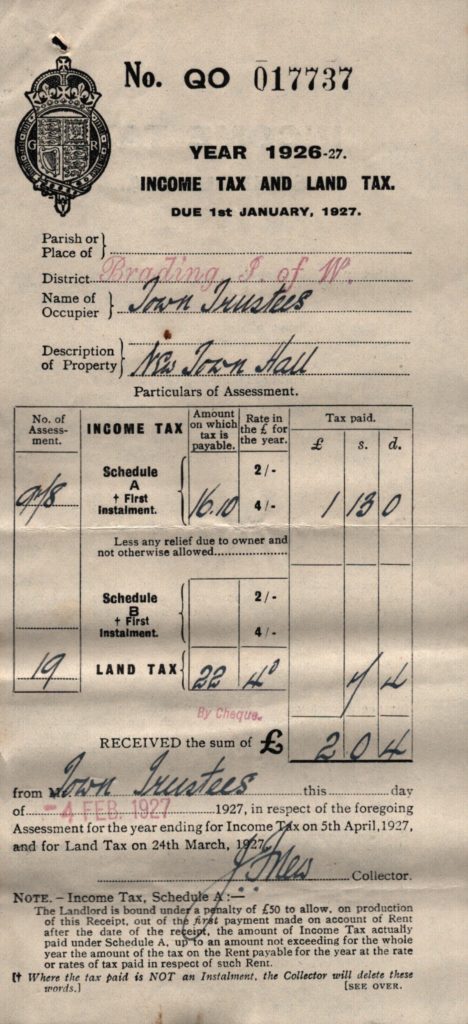 No. QO 017737
G R
YEAR 1926-27.
INCOME TAX AND LAND TAX.
DUE 1st JANUARY, 1927.
Parish or
Place of
District Brading I. of W.
Name of
Occupier Town Trustees
Description
of Property New Town Hall
Particulars of Assessment.
No. of Assess-ment. INCOME TAX Amount on which tax is payable. Rate in the £ for the year. Tax paid. £ s. d.
Schedule A 2/-
† First Instalment. 16.10 4/- 1 13 0
Less any relief due to owner and
not otherwise allowed
Schedule B 2/-
† First Instalment. 4/-
19 LAND TAX 22 4d 7 4
By Cheque.
RECEIVED the sum of £ 2 0 4
from M Town Trustees this day
of -4 FEB 1927 1927, in respect of the foregoing
Assessment for the year ending for Income Tax on 5th April, 1927,
and for Land Tax on 24th March, 1927.
Collector.
NOTE. – Income Tax, Schedule A:—
The Landlord is bound under a penalty of £50 to allow, on production
of this Receipt, out of the first payment made on account of Rent
after the date of the receipt, the amount of Income Tax actually
paid under Schedule A, up to an amount not exceeding for the whole
year the amount of the tax on the Rent payable for the year at the rate
or rates of tax paid in respect of such Rent.
[† Where the tax paid is NOT an Instalment, the Collector will delete these
words.] [SEE OVER.